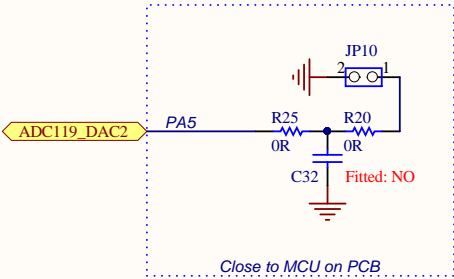 JP10
2 1
ADC119_DAC2
PA5
R25
R20
0R
0R
C32
Fitted: NO
Close to MCU on PCB